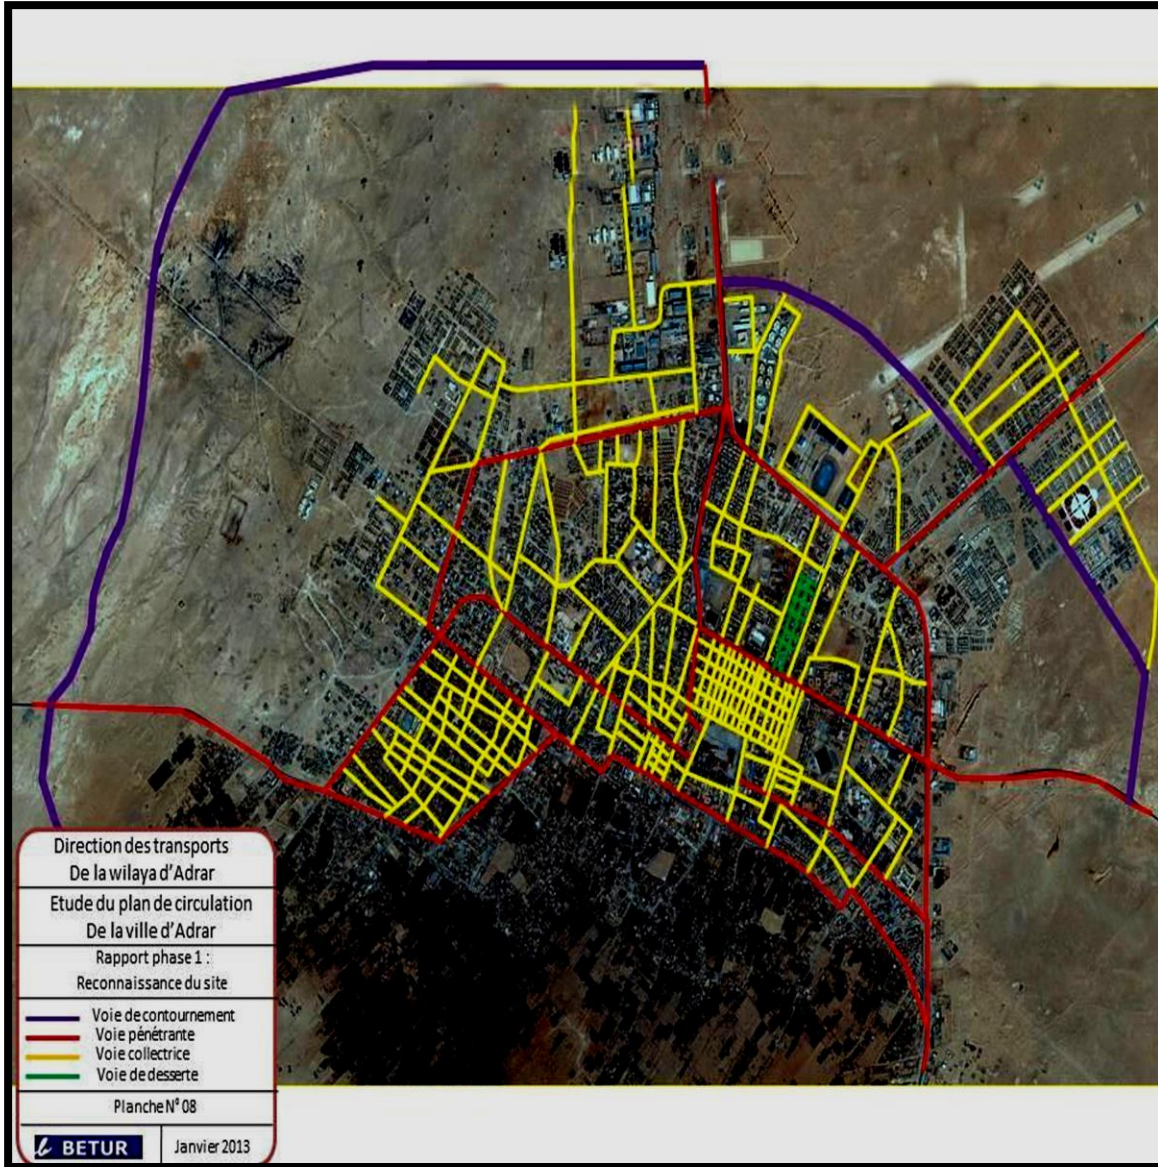 Direction des transports
De la wilaya d'Adrar
Etude du plan de circulation
De la ville d'Adrar
Rapport phase 1 :
Reconnaissance du site
Voie de contournement
Voie pénétrante
Voie collectrice
Voie de desserte
Planche N° 08
b BETUR
Janvier 2013